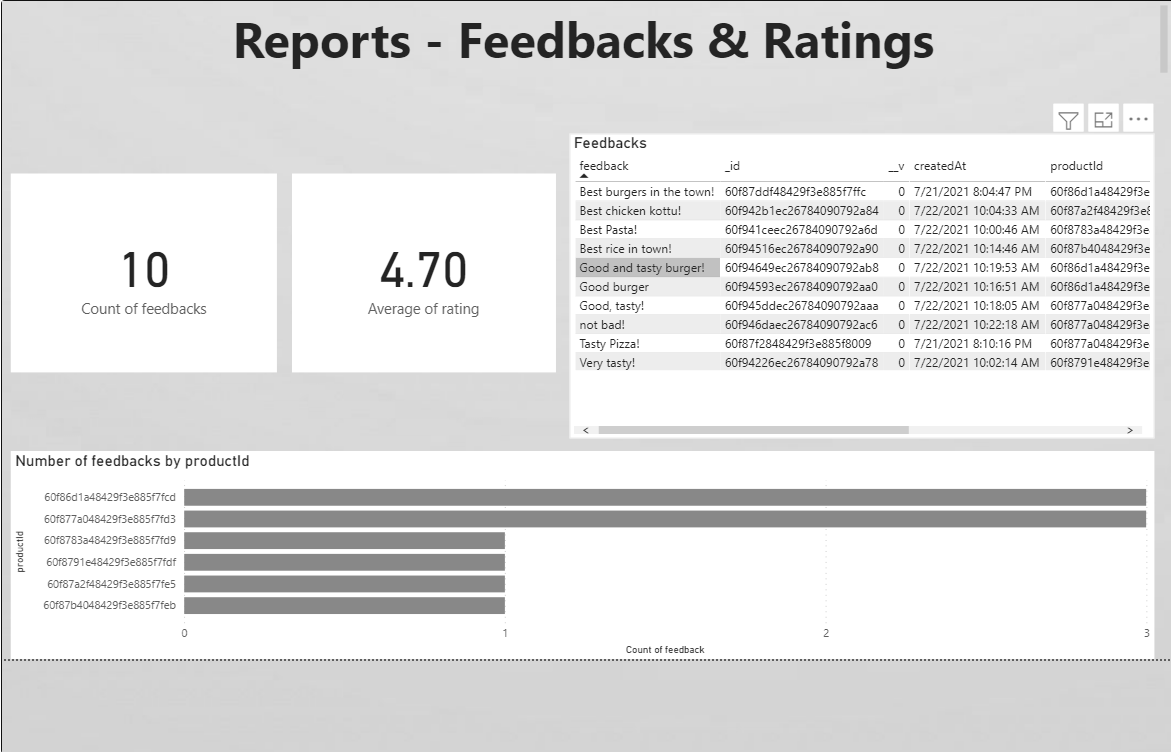 Reports - Feedbacks & Ratings
10
Count of feedbacks
4.70
Average of rating
Feedbacks
feedback _id __v createdAt productId
Best burgers in the town! 60f87ddf48429f3e885f7ffc 0 7/21/2021 8:04:47 PM 60f86d1a48429f3e
Best chicken kottu! 60f942b1ec26784090792a84 0 7/22/2021 10:04:33 AM 60f87a2f48429f3e8
Best Pasta! 60f941ceec26784090792a6d 0 7/22/2021 10:00:46 AM 60f8783a48429f3e
Best rice in town! 60f94516ec26784090792a90 0 7/22/2021 10:14:46 AM 60f87b4048429f3e
Good and tasty burger! 60f94649ec26784090792ab8 0 7/22/2021 10:19:53 AM 60f86d1a48429f3e
Good burger 60f94593ec26784090792aa0 0 7/22/2021 10:16:51 AM 60f86d1a48429f3e
Good, tasty! 60f945ddec26784090792aaa 0 7/22/2021 10:18:05 AM 60f877a048429f3e
not bad! 60f946daec26784090792ac6 0 7/22/2021 10:22:18 AM 60f877a048429f3e
Tasty Pizza! 60f87f2848429f3e885f8009 0 7/21/2021 8:10:16 PM 60f877a048429f3e
Very tasty! 60f94226ec26784090792a78 0 7/22/2021 10:02:14 AM 60f8791e48429f3e
Number of feedbacks by productId
productId
60f86d1a48429f3e885f7fcd
60f877a048429f3e885f7fd3
60f8783a48429f3e885f7fd9
60f8791e48429f3e885f7fdf
60f87a2f48429f3e885f7fe5
60f87b4048429f3e885f7feb
0 1 2 3
Count of feedback